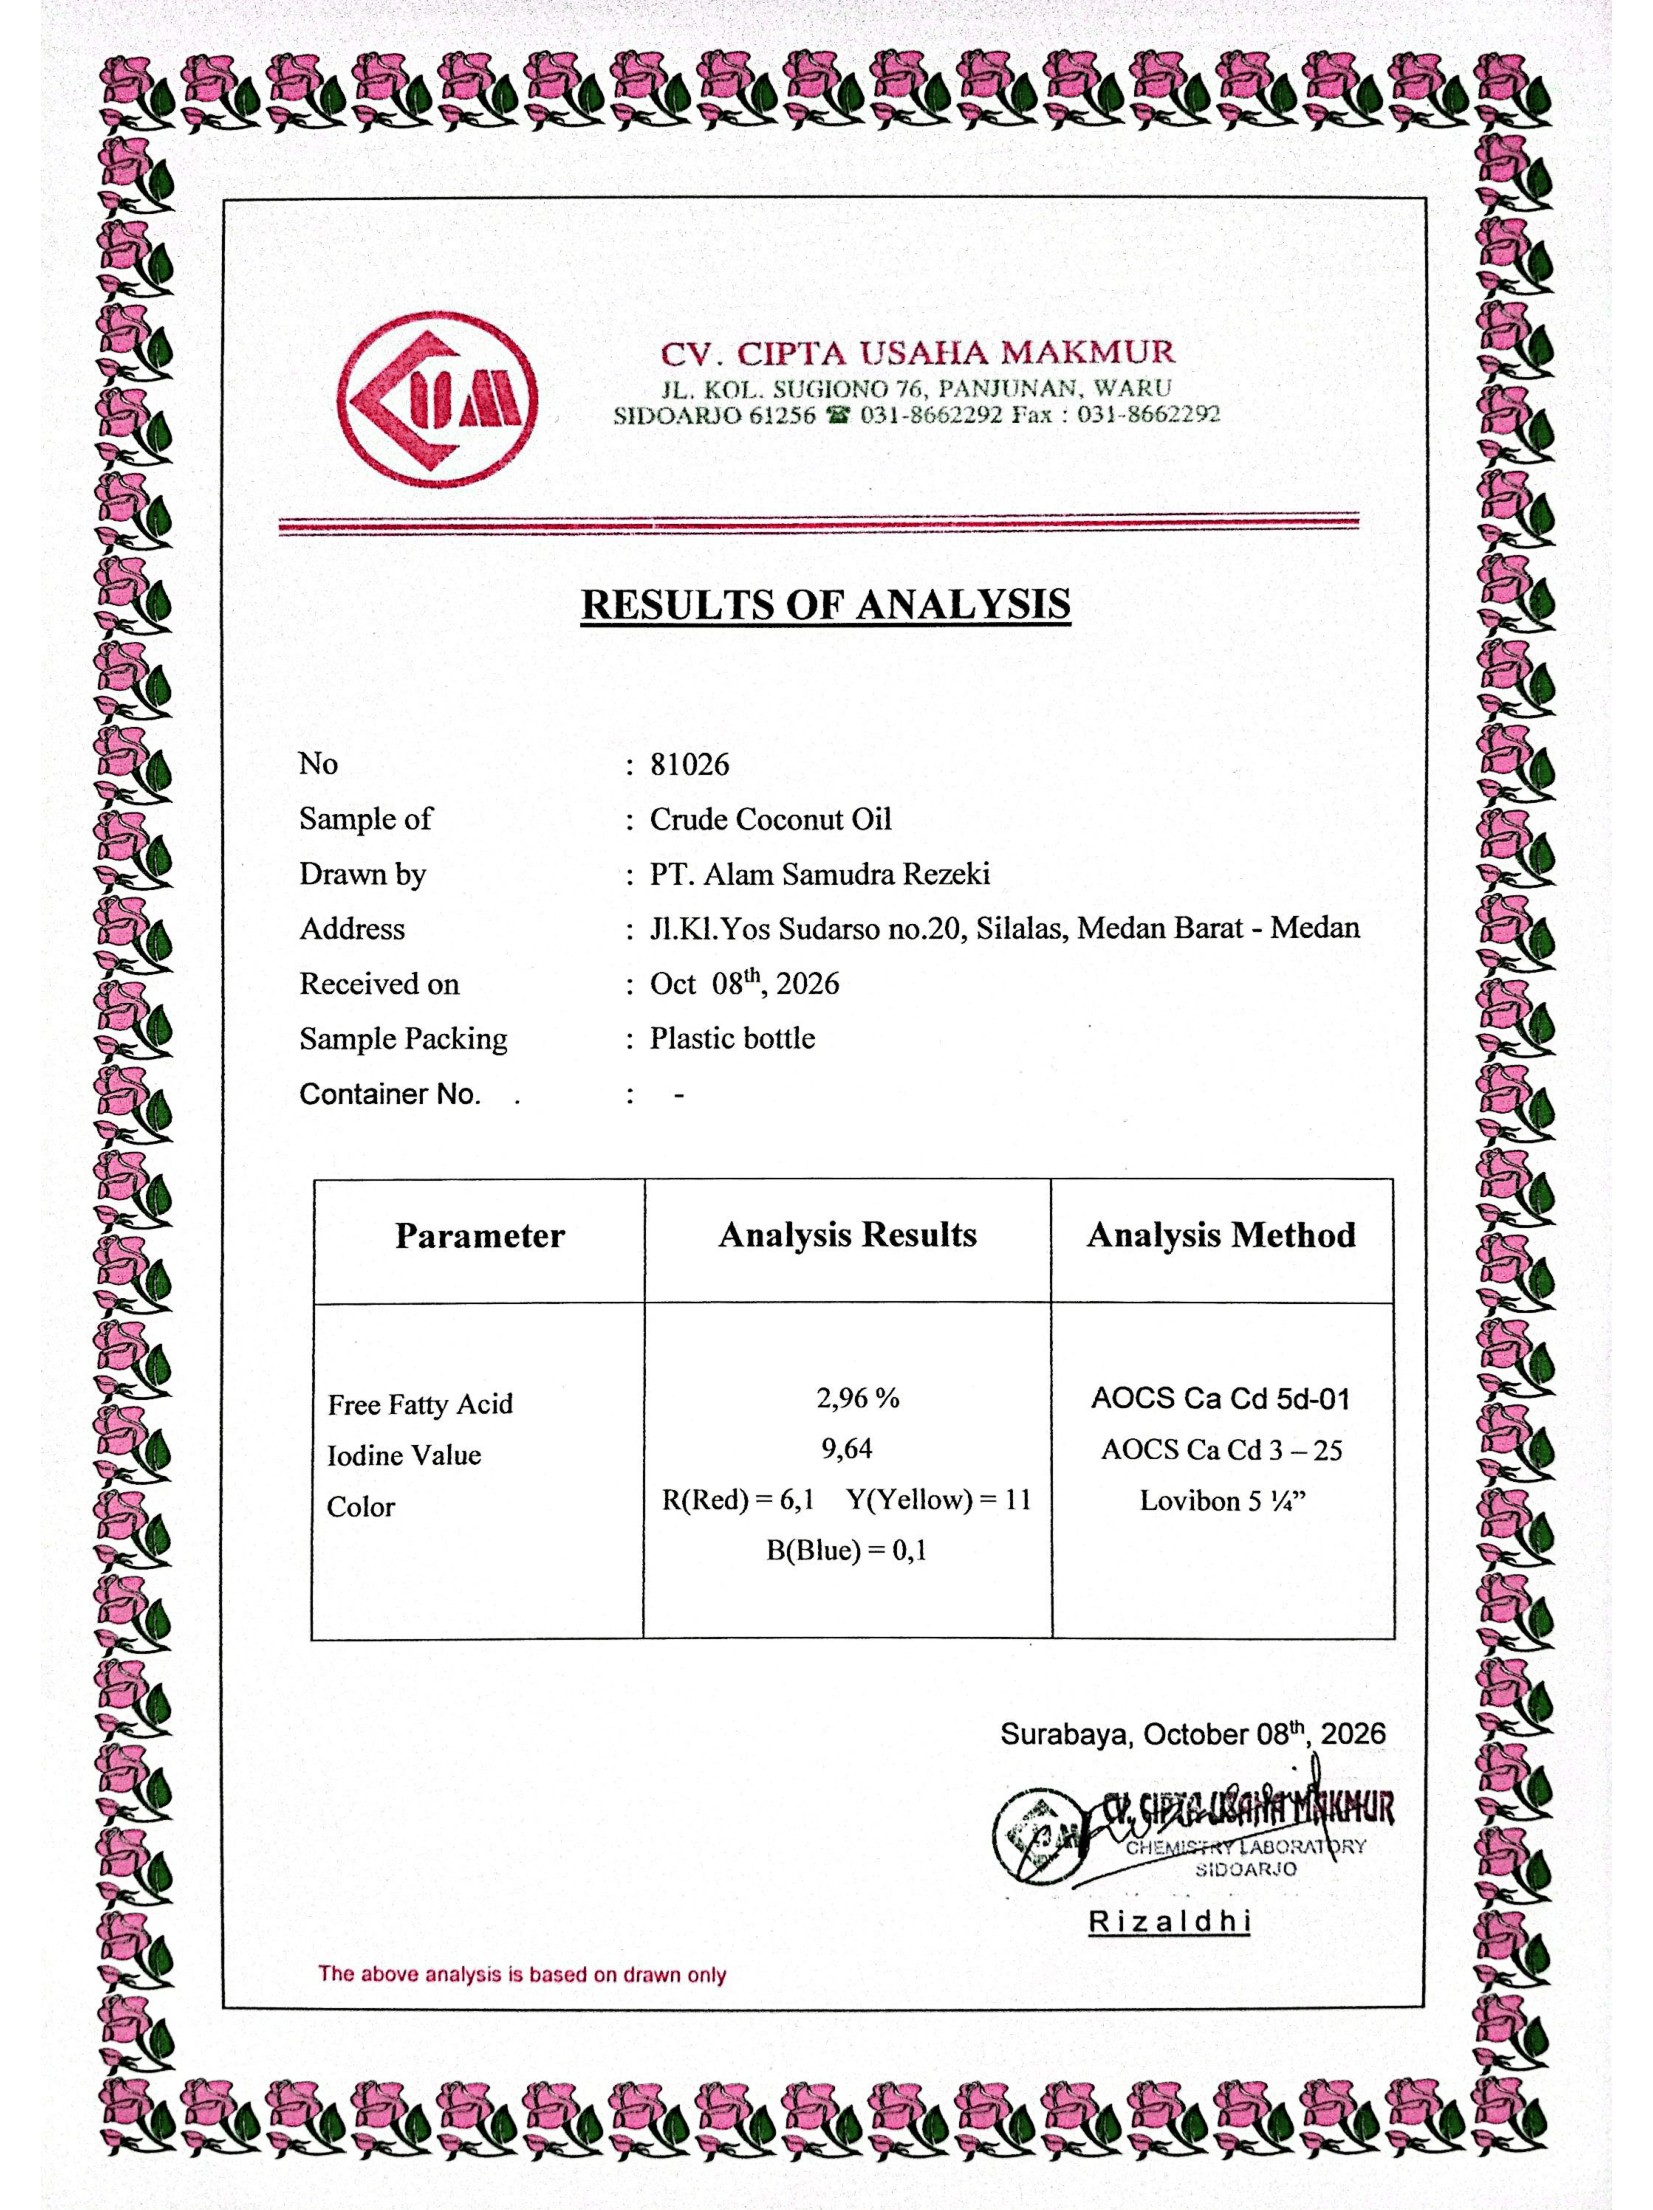 CUM
CV. CIPTA USAHA MAKMUR
JL. KOL. SUGIONO 76, PANJUNAN, WARU
SIDOARJO 61256 ☎ 031-8662292 Fax : 031-8662292
RESULTS OF ANALYSIS
No : 81026
Sample of : Crude Coconut Oil
Drawn by : PT. Alam Samudra Rezeki
Address : Jl.Kl.Yos Sudarso no.20, Silalas, Medan Barat - Medan
Received on : Oct 08th, 2026
Sample Packing : Plastic bottle
Container No. . : -
Parameter Analysis Results Analysis Method
Free Fatty Acid 2,96 % AOCS Ca Cd 5d-01
Iodine Value 9,64 AOCS Ca Cd 3 – 25
Color R(Red) = 6,1 Y(Yellow) = 11 Lovibon 5 ¼”
B(Blue) = 0,1
Surabaya, October 08th, 2026
CV. CIPTA USAHA MAKMUR
CHEMISTRY LABORATORY
SIDOARJO
Rizaldhi
The above analysis is based on drawn only